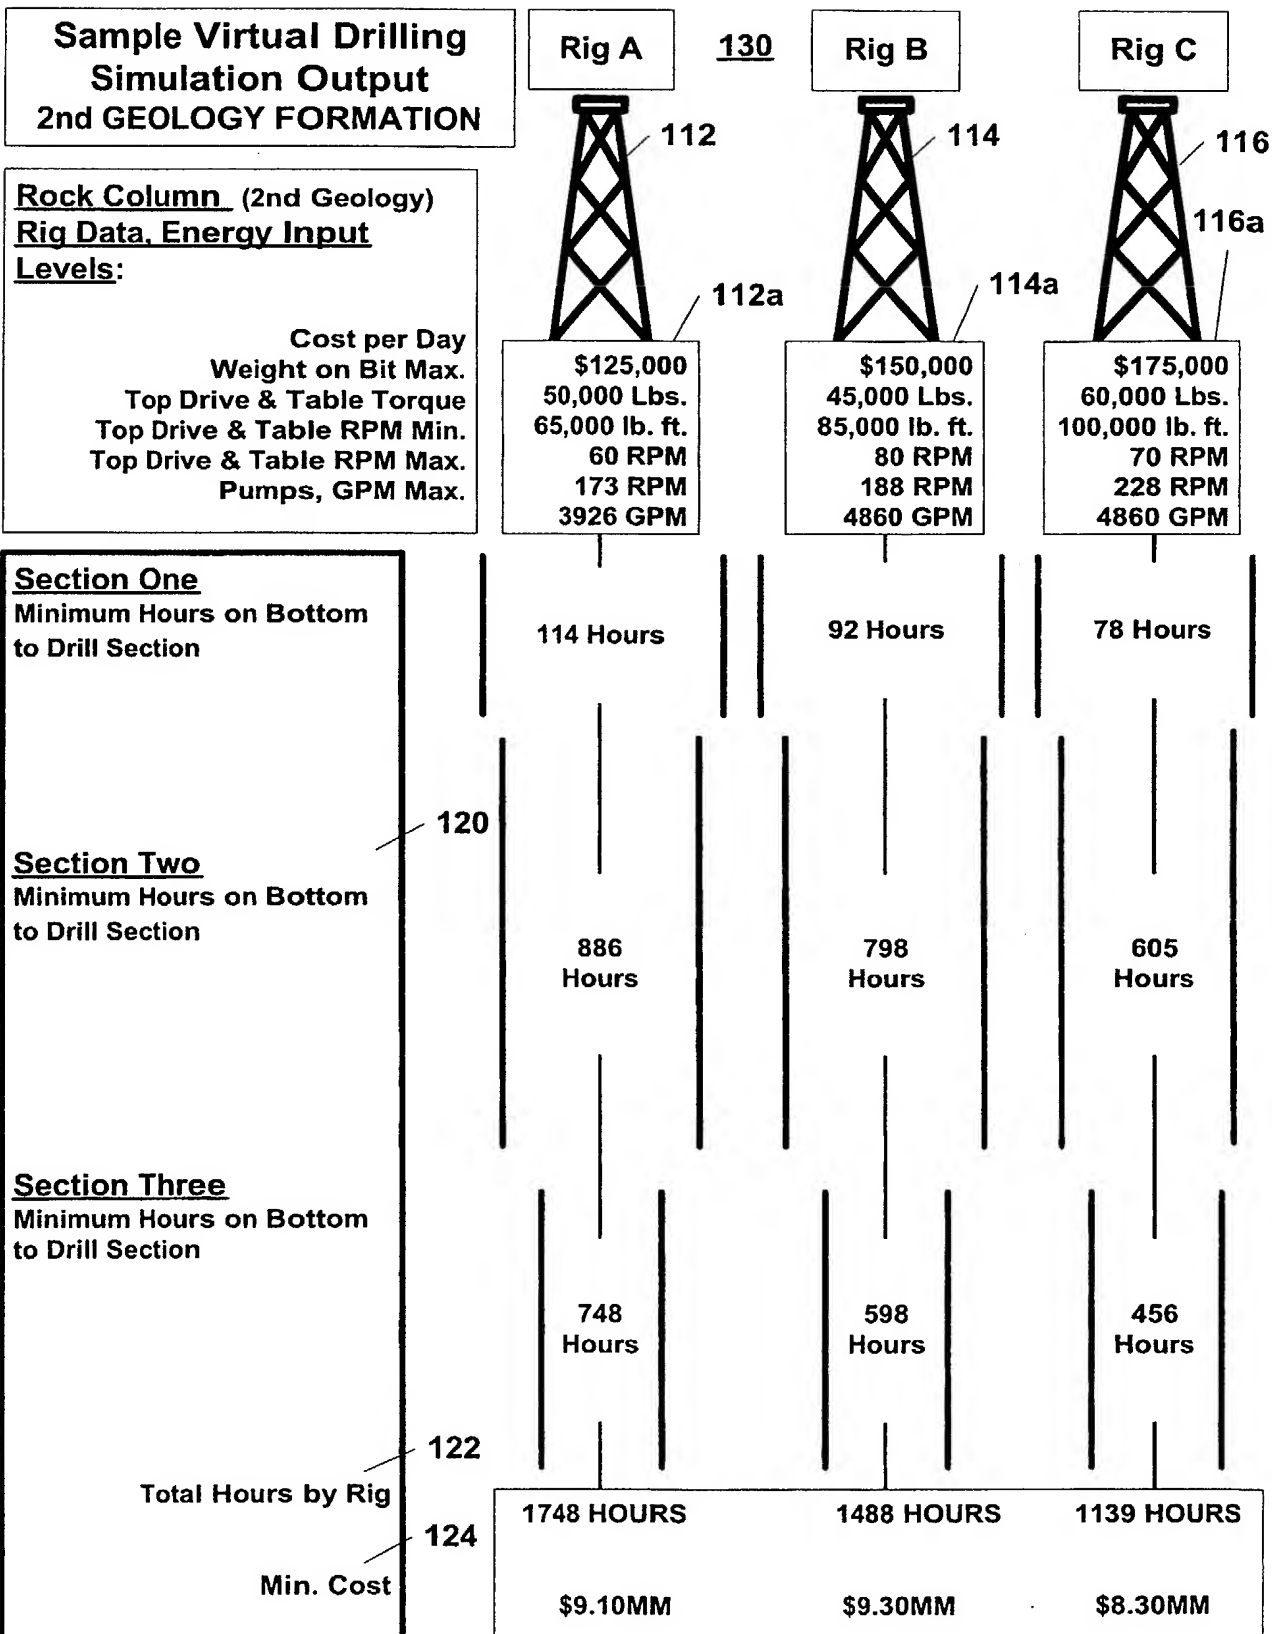 Sample Virtual Drilling
Simulation Output
2nd GEOLOGY FORMATION
Rig A
130
Rig B
Rig C
112
114
116
116a
112a
114a
Rock Column (2nd Geology)
Rig Data, Energy Input
Levels:
Cost per Day
Weight on Bit Max.
Top Drive & Table Torque
Top Drive & Table RPM Min.
Top Drive & Table RPM Max.
Pumps, GPM Max.
$125,000
50,000 Lbs.
65,000 lb. ft.
60 RPM
173 RPM
3926 GPM
$150,000
45,000 Lbs.
85,000 lb. ft.
80 RPM
188 RPM
4860 GPM
$175,000
60,000 Lbs.
100,000 lb. ft.
70 RPM
228 RPM
4860 GPM
Section One
Minimum Hours on Bottom
to Drill Section
114 Hours
92 Hours
78 Hours
120
Section Two
Minimum Hours on Bottom
to Drill Section
886
Hours
798
Hours
605
Hours
Section Three
Minimum Hours on Bottom
to Drill Section
748
Hours
598
Hours
456
Hours
122
Total Hours by Rig
1748 HOURS
1488 HOURS
1139 HOURS
124
Min. Cost
$9.10MM
$9.30MM
$8.30MM